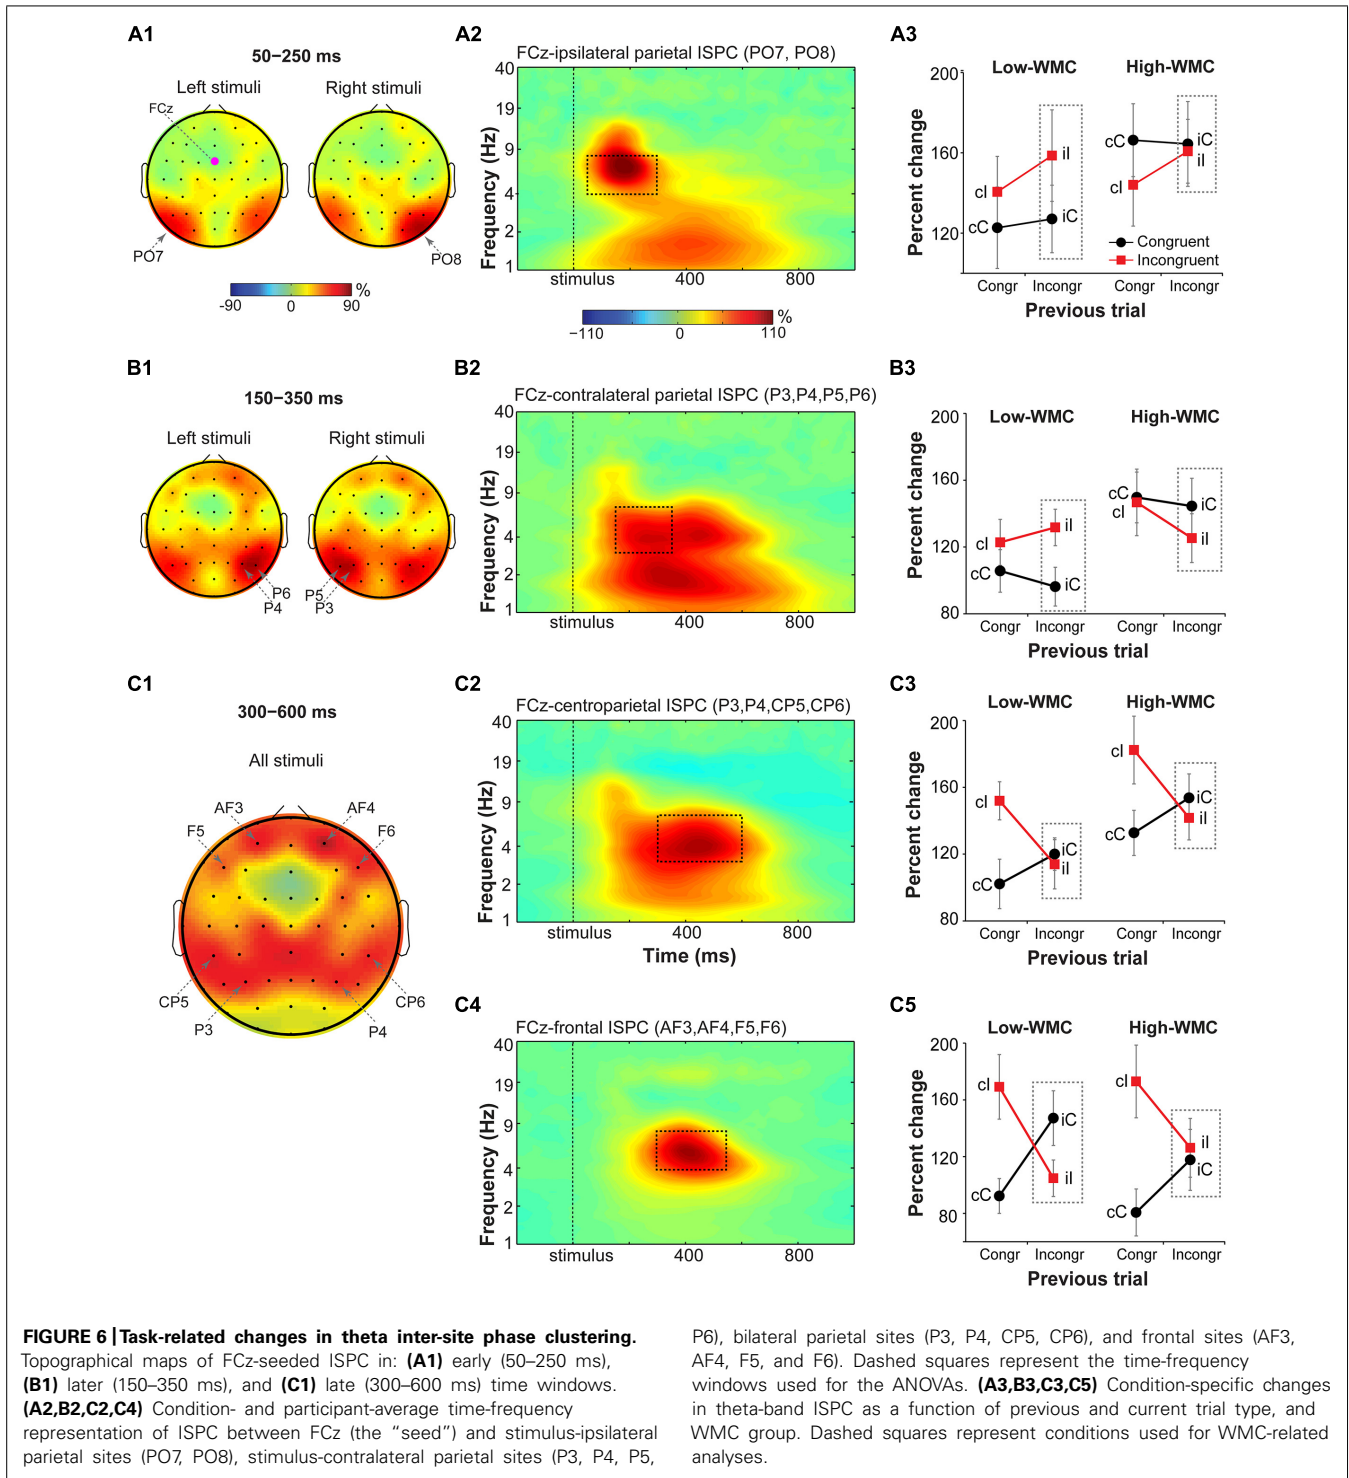 A1
50–250 ms
Left stimuli
Right stimuli
FCz
PO7
PO8
-90
0
90
%
A2
FCz-ipsilateral parietal ISPC (PO7, PO8)
Frequency (Hz)
40
19
9
4
2
1
stimulus
400
800
−110
0
110
%
A3
Low-WMC
High-WMC
Percent change
200
160
120
cI
iI
cC
iC
cC
iC
cI
iI
Congruent
Incongruent
Congr
Incongr
Congr
Incongr
Previous trial
B1
150–350 ms
Left stimuli
Right stimuli
P6
P4
P5
P3
B2
FCz-contralateral parietal ISPC (P3,P4,P5,P6)
Frequency (Hz)
40
19
9
4
2
1
stimulus
400
800
B3
Low-WMC
High-WMC
Percent change
200
160
120
80
cI
iI
cC
iC
cC
iC
cI
iI
Congr
Incongr
Congr
Incongr
Previous trial
C1
300–600 ms
All stimuli
AF3
AF4
F5
F6
CP5
CP6
P3
P4
C2
FCz-centroparietal ISPC (P3,P4,CP5,CP6)
Frequency (Hz)
40
19
9
4
2
1
stimulus
400
800
Time (ms)
C3
Low-WMC
High-WMC
Percent change
200
160
120
80
cI
iC
iI
cC
cI
iC
iI
cC
Congr
Incongr
Congr
Incongr
Previous trial
C4
FCz-frontal ISPC (AF3,AF4,F5,F6)
Frequency (Hz)
40
19
9
4
2
1
stimulus
400
800
C5
Low-WMC
High-WMC
Percent change
200
160
120
80
cI
iC
iI
cC
cI
iI
iC
cC
Congr
Incongr
Congr
Incongr
Previous trial
FIGURE 6 | Task-related changes in theta inter-site phase clustering.
Topographical maps of FCz-seeded ISPC in: (A1) early (50–250 ms),
(B1) later (150–350 ms), and (C1) late (300–600 ms) time windows.
(A2,B2,C2,C4) Condition- and participant-average time-frequency
representation of ISPC between FCz (the “seed”) and stimulus-ipsilateral
parietal sites (PO7, PO8), stimulus-contralateral parietal sites (P3, P4, P5,
P6), bilateral parietal sites (P3, P4, CP5, CP6), and frontal sites (AF3,
AF4, F5, and F6). Dashed squares represent the time-frequency
windows used for the ANOVAs. (A3,B3,C3,C5) Condition-specific changes
in theta-band ISPC as a function of previous and current trial type, and
WMC group. Dashed squares represent conditions used for WMC-related
analyses.